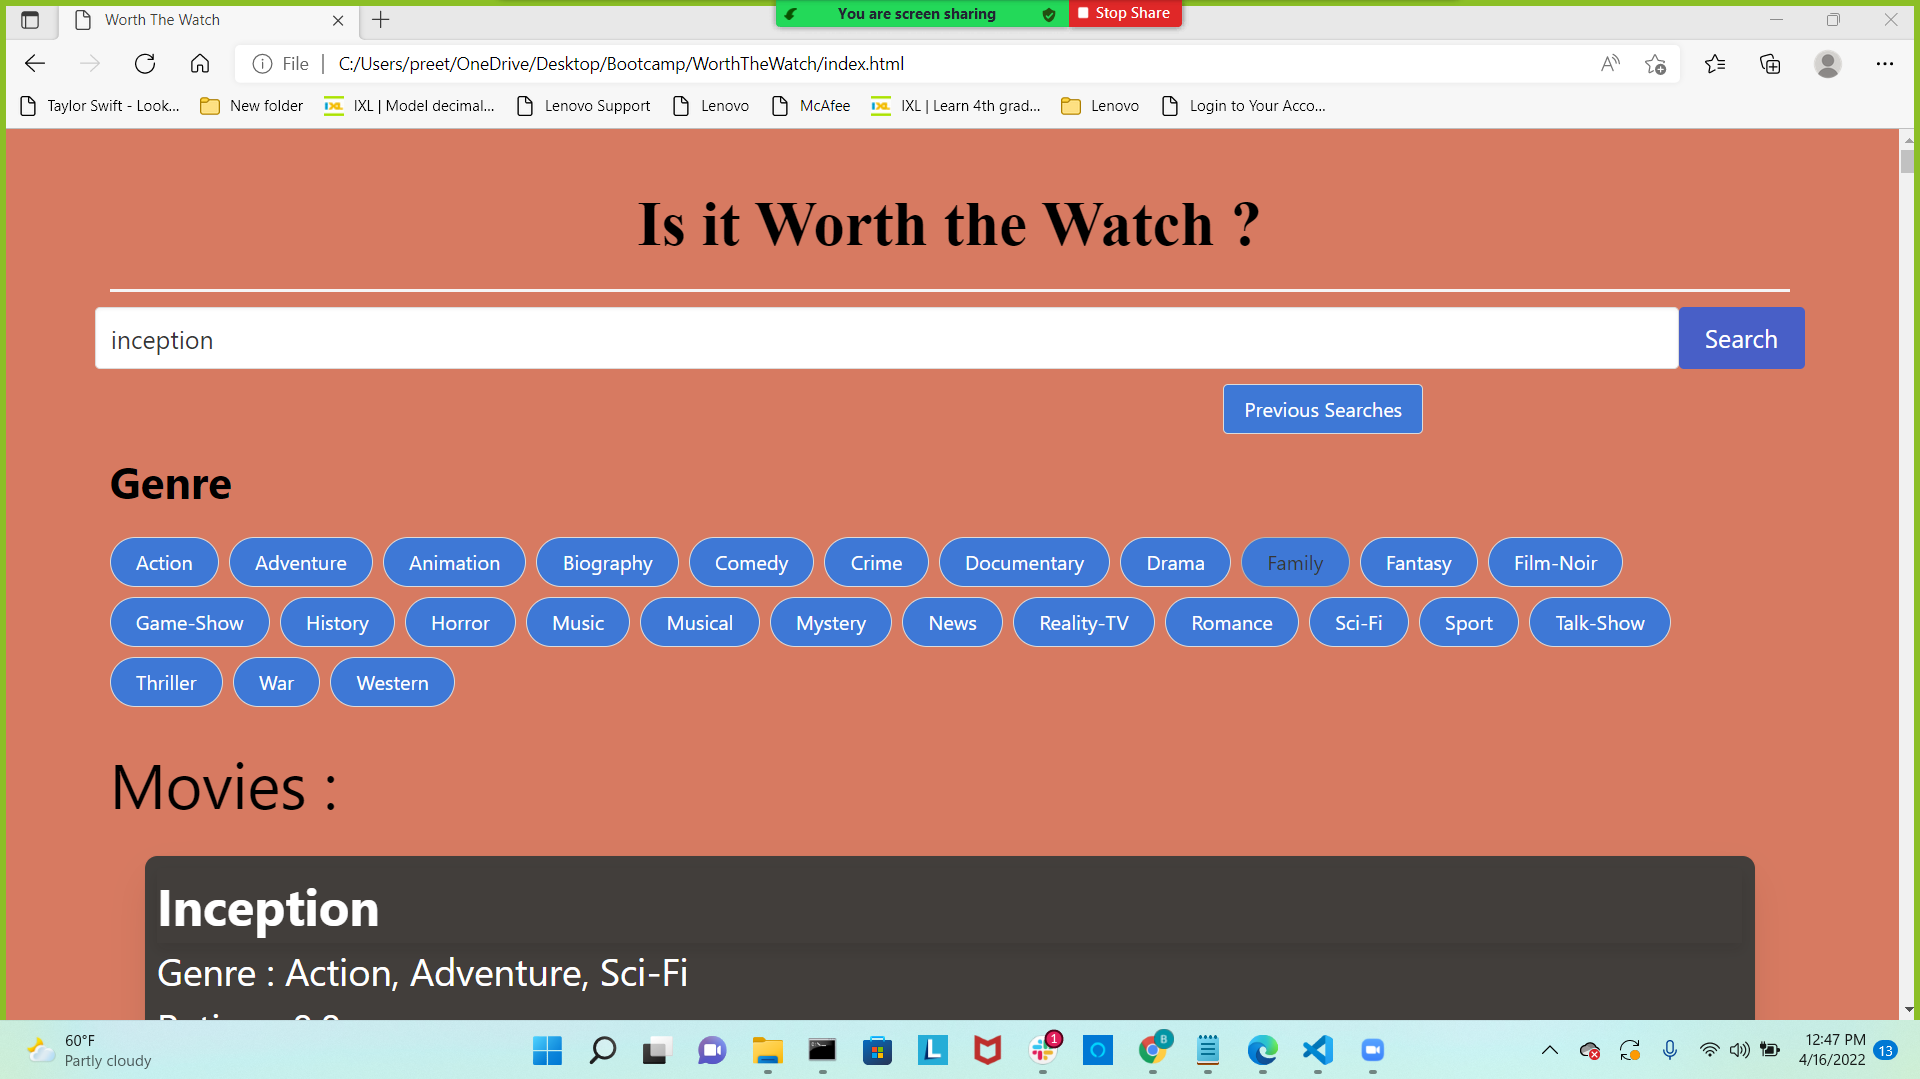 Worth The Watch
You are screen sharing
Stop Share
File
C:/Users/preet/OneDrive/Desktop/Bootcamp/WorthTheWatch/index.html
Taylor Swift - Look...
New folder
IXL | Model decimal...
Lenovo Support
Lenovo
McAfee
IXL | Learn 4th grad...
Lenovo
Login to Your Acco...
Is it Worth the Watch ?
inception
Search
Previous Searches
Genre
Action Adventure Animation Biography Comedy Crime Documentary Drama Family Fantasy Film-Noir
Game-Show History Horror Music Musical Mystery News Reality-TV Romance Sci-Fi Sport Talk-Show
Thriller War Western
Movies :
Inception
Genre : Action, Adventure, Sci-Fi
60°F
Partly cloudy
1
B
12:47 PM
4/16/2022
13